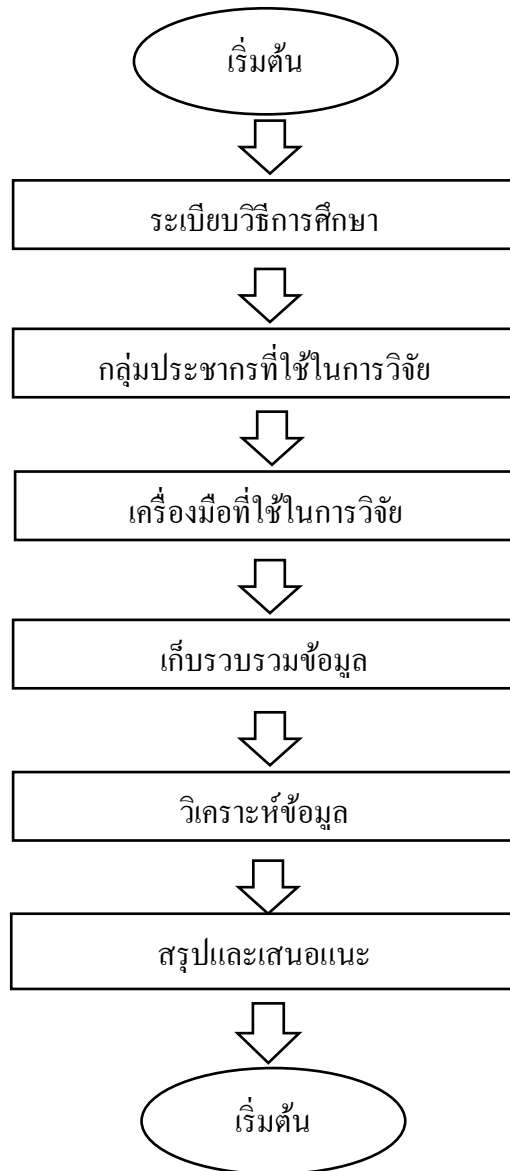 เริ่มต้น
ระเบียบวิธีการศึกษา
กลุ่มประชากรที่ใช้ในการวิจัย
เครื่องมือที่ใช้ในการวิจัย
เก็บรวบรวมข้อมูล
วิเคราะห์ข้อมูล
สรุปและเสนอแนะ
เริ่มต้น